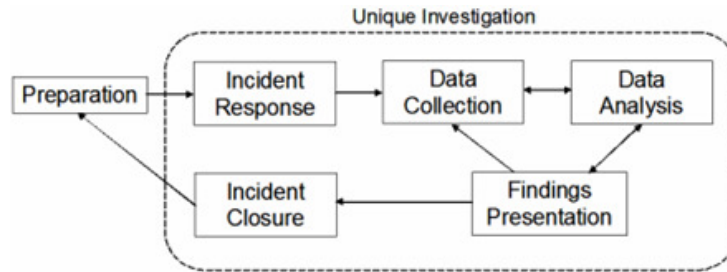 Unique Investigation
Preparation
Incident
Response
Data
Collection
Data
Analysis
Incident
Closure
Findings
Presentation